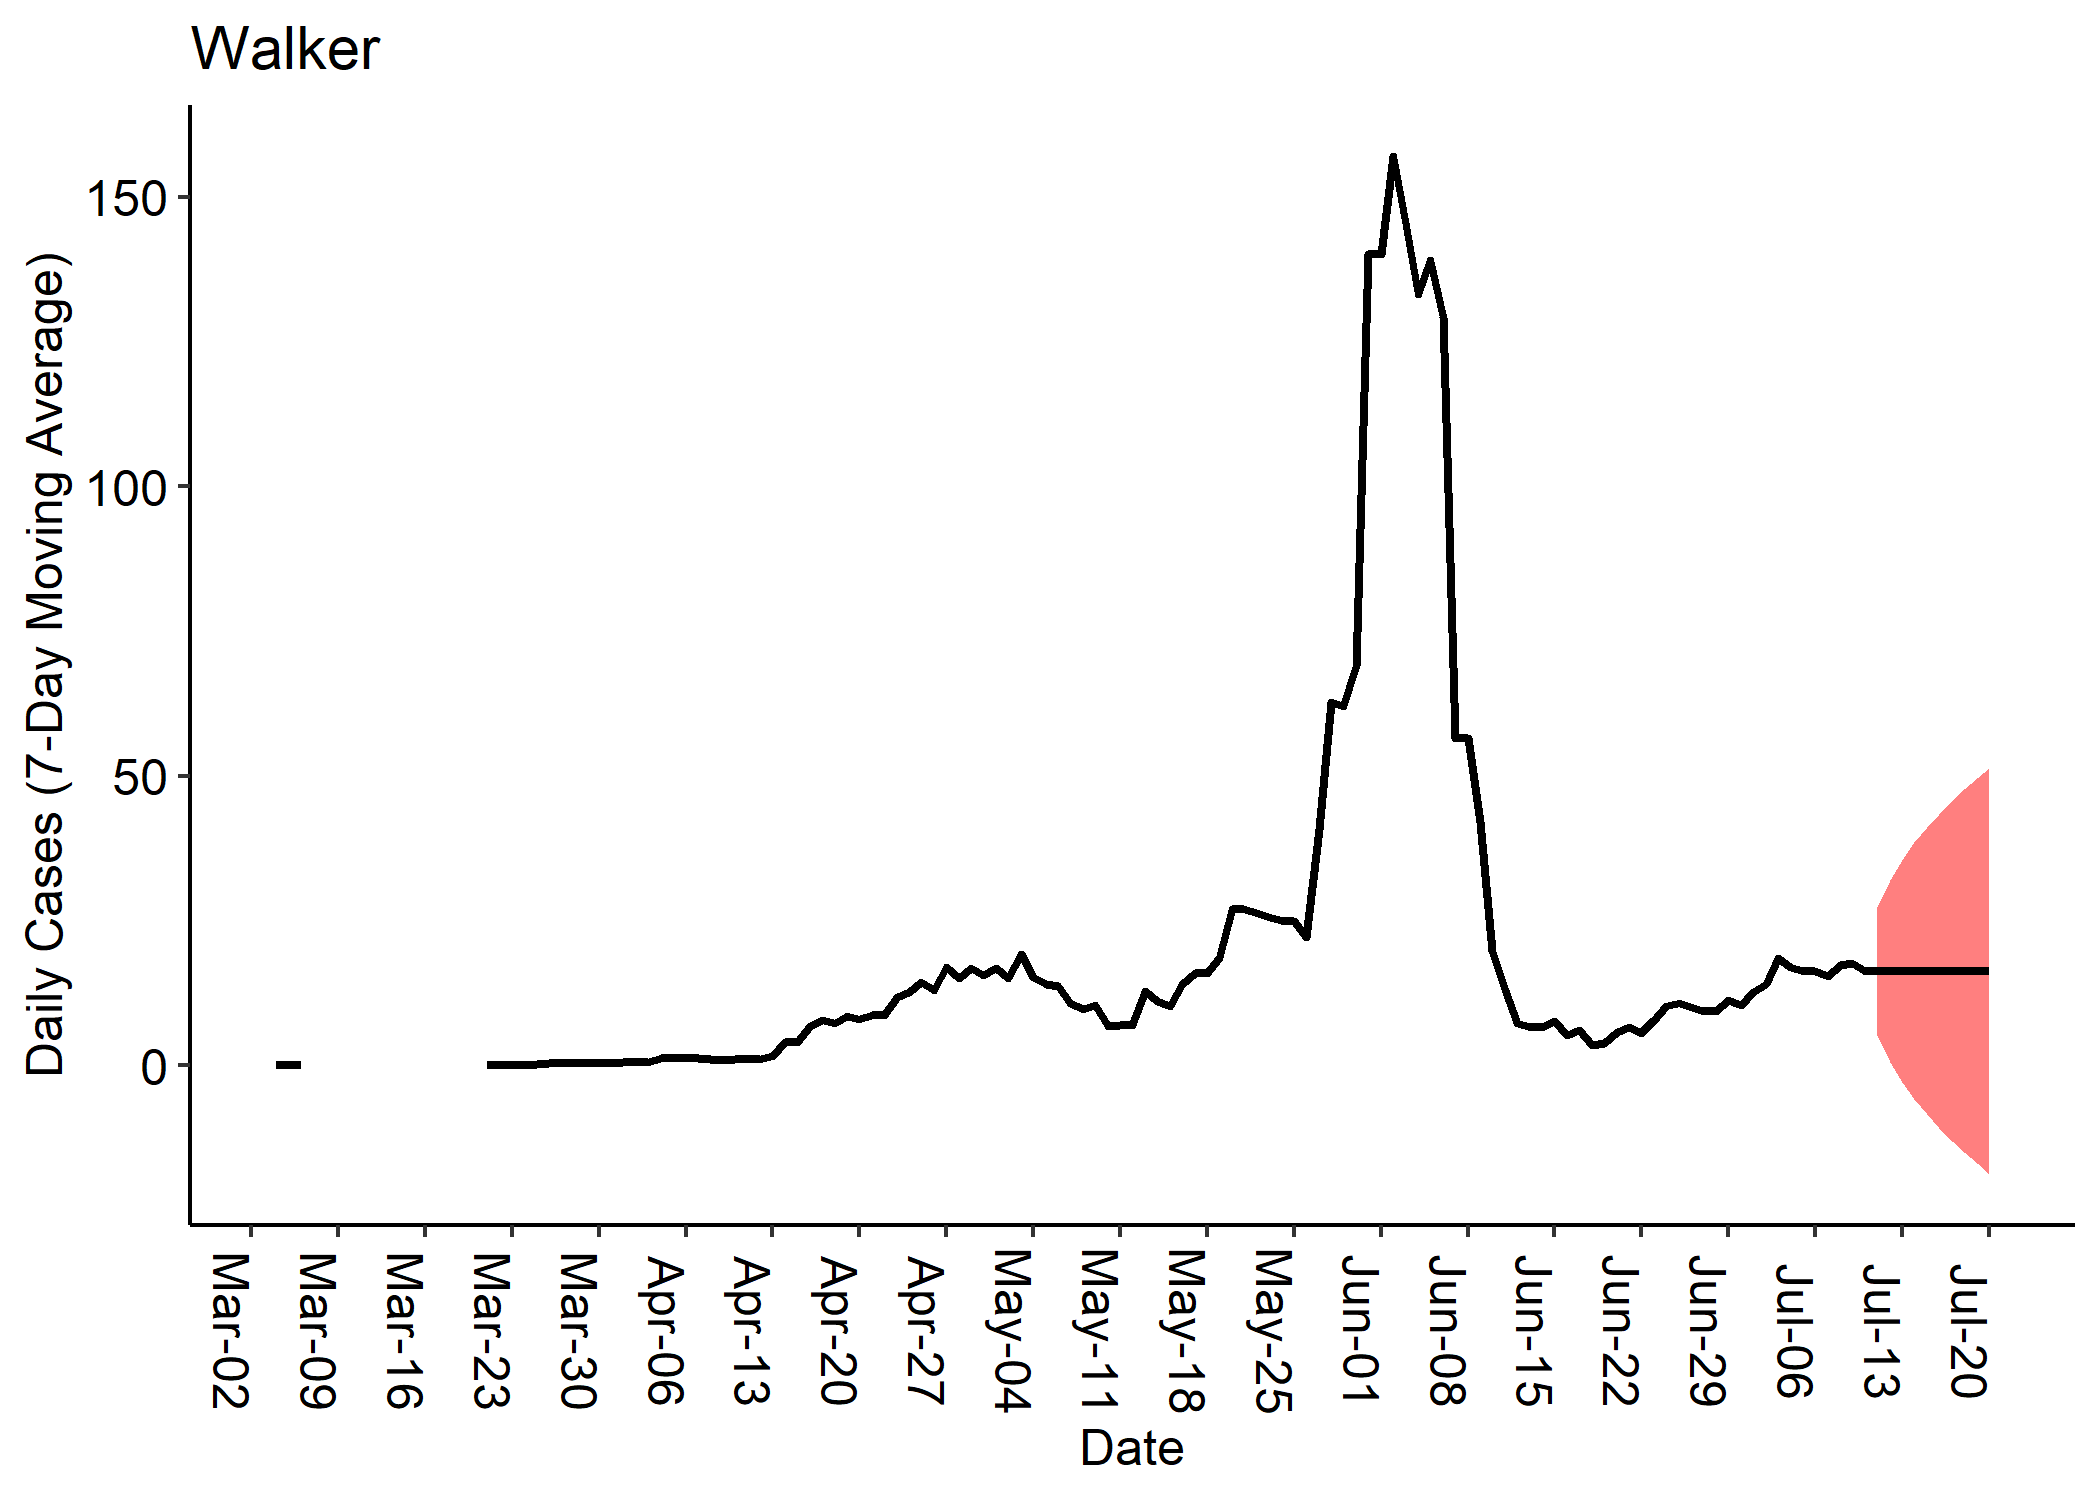 Walker
Daily Cases (7-Day Moving Average)
150
100
50
0
Mar-02
Mar-09
Mar-16
Mar-23
Mar-30
Apr-06
Apr-13
Apr-20
Apr-27
May-04
May-11
May-18
May-25
Jun-01
Jun-08
Jun-15
Jun-22
Jun-29
Jul-06
Jul-13
Jul-20
Date